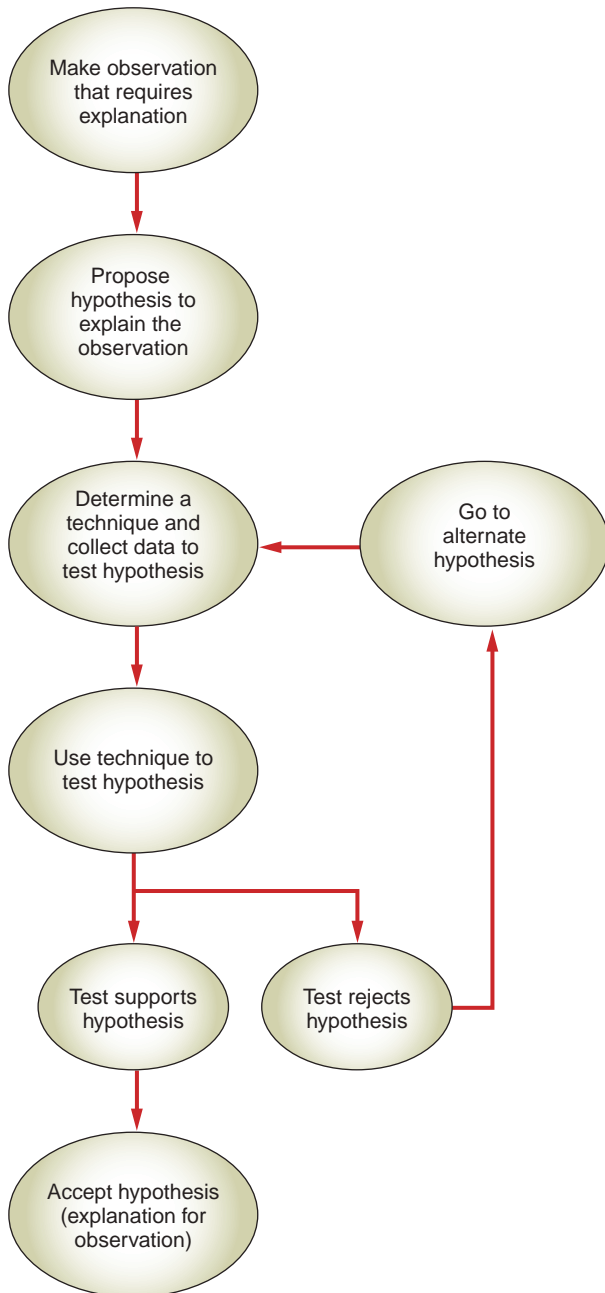 Make observation
that requires
explanation
Propose
hypothesis to
explain the
observation
Determine a
technique and
collect data to
test hypothesis
Go to
alternate
hypothesis
Use technique to
test hypothesis
Test supports
hypothesis
Test rejects
hypothesis
Accept hypothesis
(explanation for
observation)